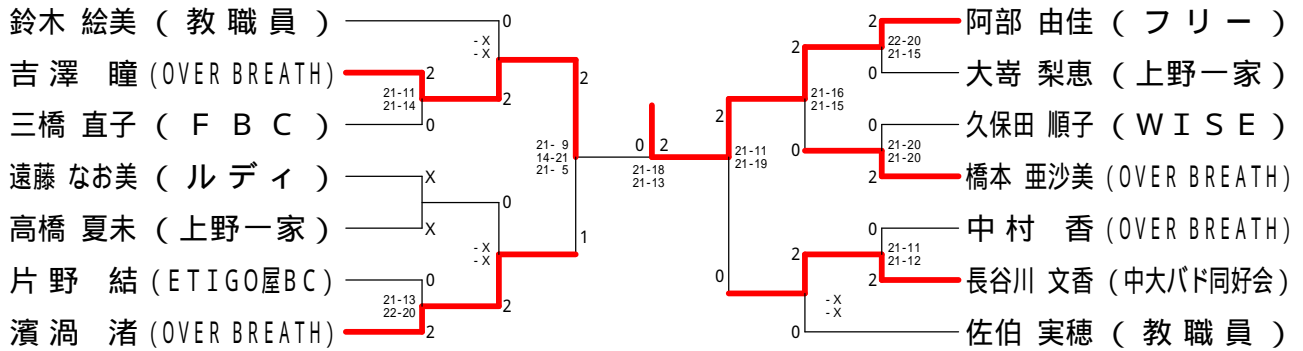 鈴木 絵美 ( 教 職 員 )
0
- X
- X
吉 澤 瞳 (OVER BREATH)
2
2
21-11
21-14
2
三橋 直子 ( F B C )
0
21- 9
14-21
21- 5
遠藤 なお美 ( ル デ ィ )
X
0
高橋 夏未 ( 上野一家 )
X
- X
- X
1
片 野 結 (ETIGO屋BC)
0
21-13
22-20
2
濱 渦 渚 (OVER BREATH)
2
0 2
21-18
21-13
2
21-11
21-19
0
2 阿部 由佳 ( フ リ ー )
22-20
21-15
2
0 大嵜 梨恵 ( 上野一家 )
21-16
21-15
0 久保田 順子 ( W I S E )
21-20
21-20
0
2 橋本 亜沙美 (OVER BREATH)
0 中 村 香 (OVER BREATH)
21-11
21-12
2
2 長谷川 文香 (中大バド同好会)
- X
- X
0 佐伯 実穂 ( 教 職 員 )